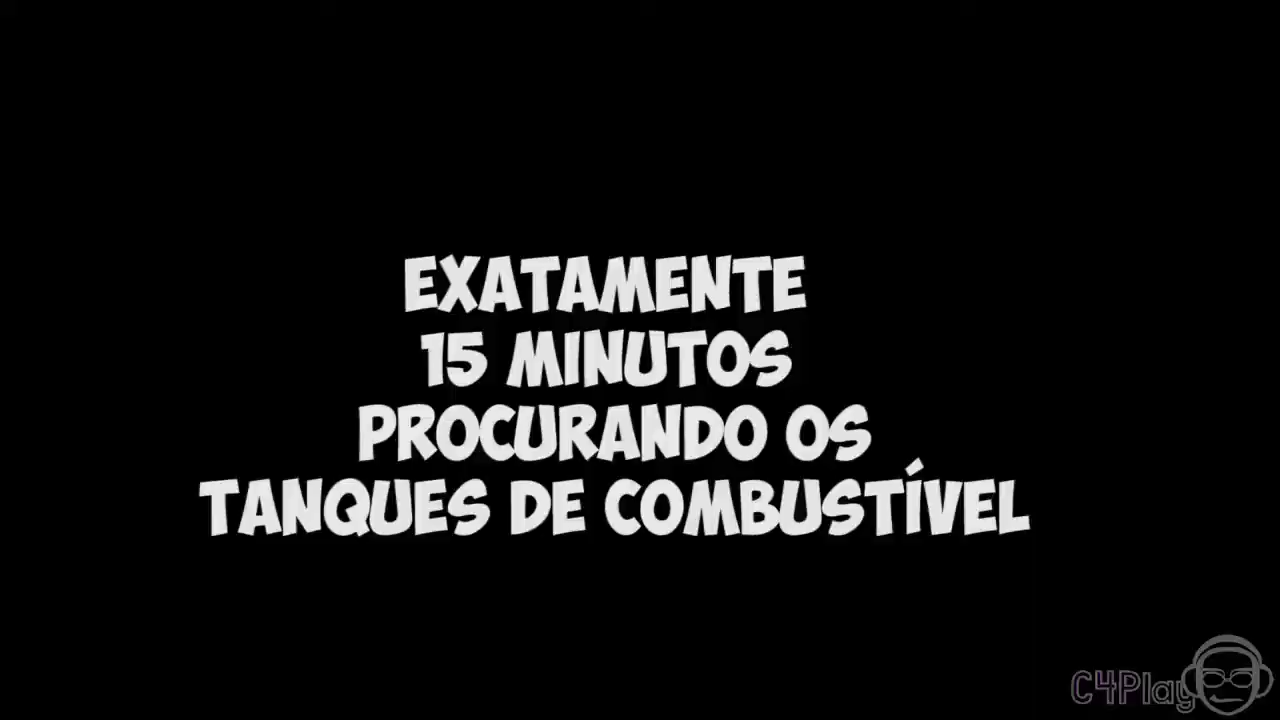 EXATAMENTE
15 MINUTOS
PROCURANDO OS
TANQUES DE COMBUSTÍVEL
C4Play